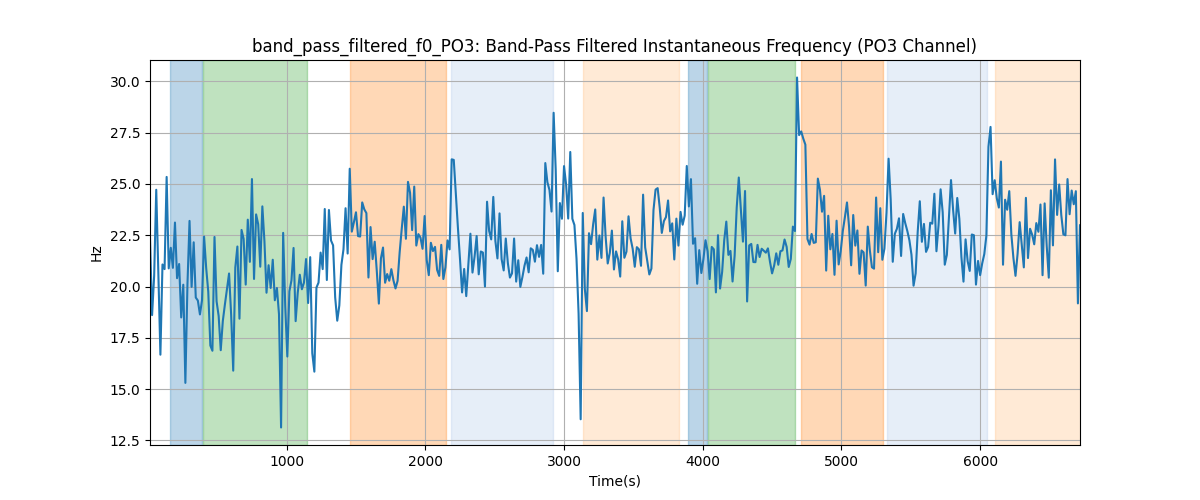 band_pass_filtered_f0_PO3: Band-Pass Filtered Instantaneous Frequency (PO3 Channel)
30.0
27.5
25.0
22.5
20.0
17.5
15.0
12.5
Hz
1000 2000 3000 4000 5000 6000
Time(s)